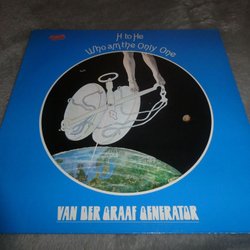 H to He
Who am the Only One
VAN DER GRAAF GENERATOR